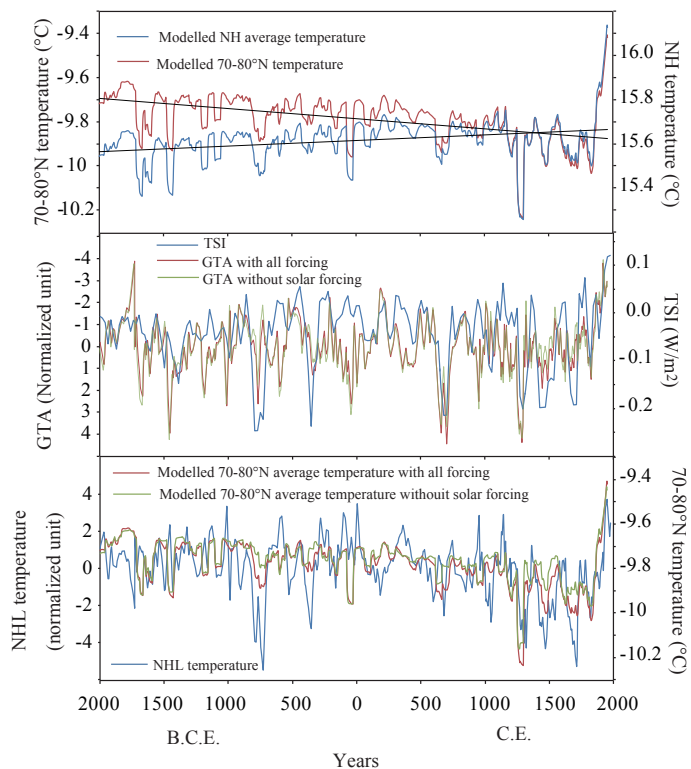 -9.4
-9.6
-9.8
-10
-10.2
70-80°N temperature (°C)
Modelled NH average temperature
Modelled 70-80°N temperature
16.0
15.8
15.6
15.4
NH temperature
(°C)
-4
-3
-2
-1
0
1
2
3
4
GTA (Normalized unit)
TSI
GTA with all forcing
GTA without solar forcing
0.1
0.0
-0.1
-0.2
TSI (W/m2)
4
2
0
-2
-4
NHL temperature
(normalized unit)
Modelled 70-80°N average temperature with all forcing
Modelled 70-80°N average temperature withouit solar forcing
NHL temperature
-9.4
-9.6
-9.8
-10
-10.2
70-80°N temperature (°C)
2000 1500 1000 500 0 500 1000 1500 2000
B.C.E. C.E.
Years